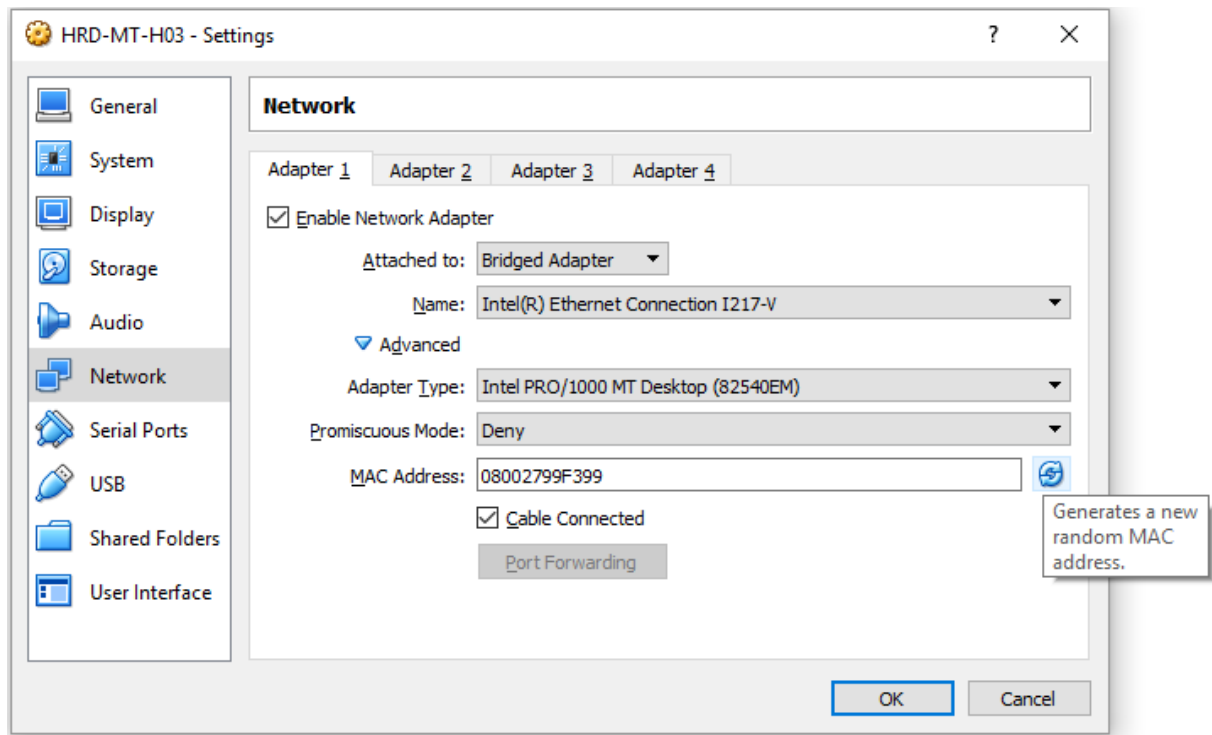 HRD-MT-H03 - Settings
?
General
System
Display
Storage
Audio
Network
Serial Ports
USB
Shared Folders
User Interface
Network
Adapter 1
Adapter 2
Adapter 3
Adapter 4
Enable Network Adapter
Attached to: Bridged Adapter
Name: Intel(R) Ethernet Connection I217-V
Advanced
Adapter Type: Intel PRO/1000 MT Desktop (82540EM)
Promiscuous Mode: Deny
MAC Address: 08002799F399
Generates a new
random MAC
address.
Cable Connected
Port Forwarding
OK
Cancel